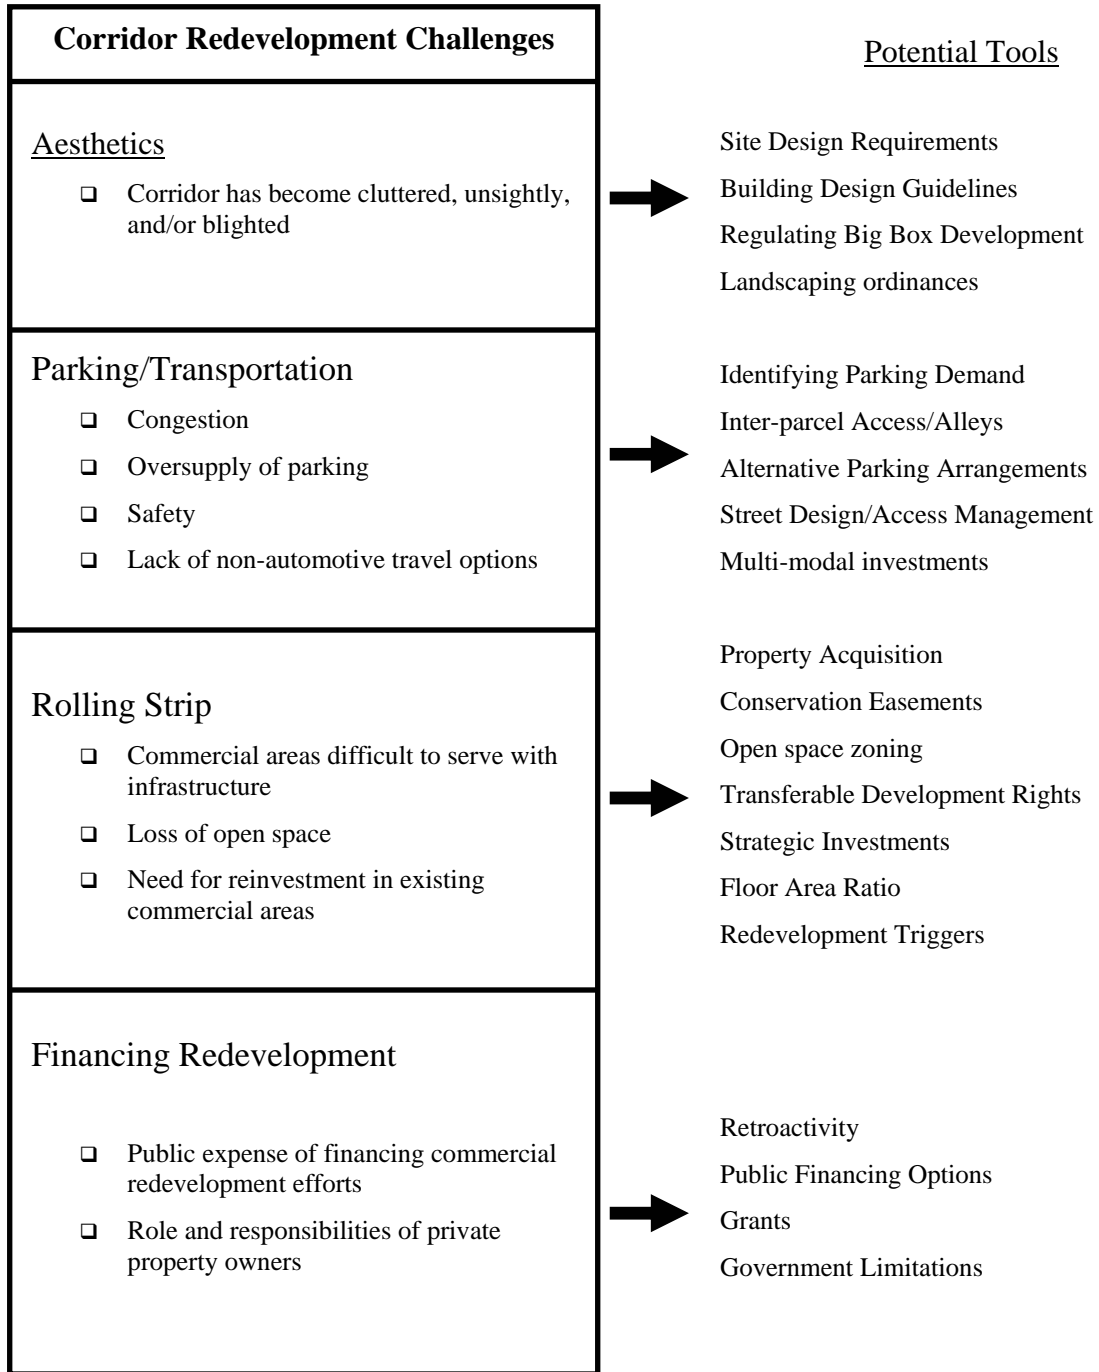 Corridor Redevelopment Challenges
Potential Tools
Aesthetics
Corridor has become cluttered, unsightly,
and/or blighted
Site Design Requirements
Building Design Guidelines
Regulating Big Box Development
Landscaping ordinances
Parking/Transportation
Congestion
Oversupply of parking
Safety
Lack of non-automotive travel options
Identifying Parking Demand
Inter-parcel Access/Alleys
Alternative Parking Arrangements
Street Design/Access Management
Multi-modal investments
Rolling Strip
Commercial areas difficult to serve with
infrastructure
Loss of open space
Need for reinvestment in existing
commercial areas
Property Acquisition
Conservation Easements
Open space zoning
Transferable Development Rights
Strategic Investments
Floor Area Ratio
Redevelopment Triggers
Financing Redevelopment
Public expense of financing commercial
redevelopment efforts
Role and responsibilities of private
property owners
Retroactivity
Public Financing Options
Grants
Government Limitations